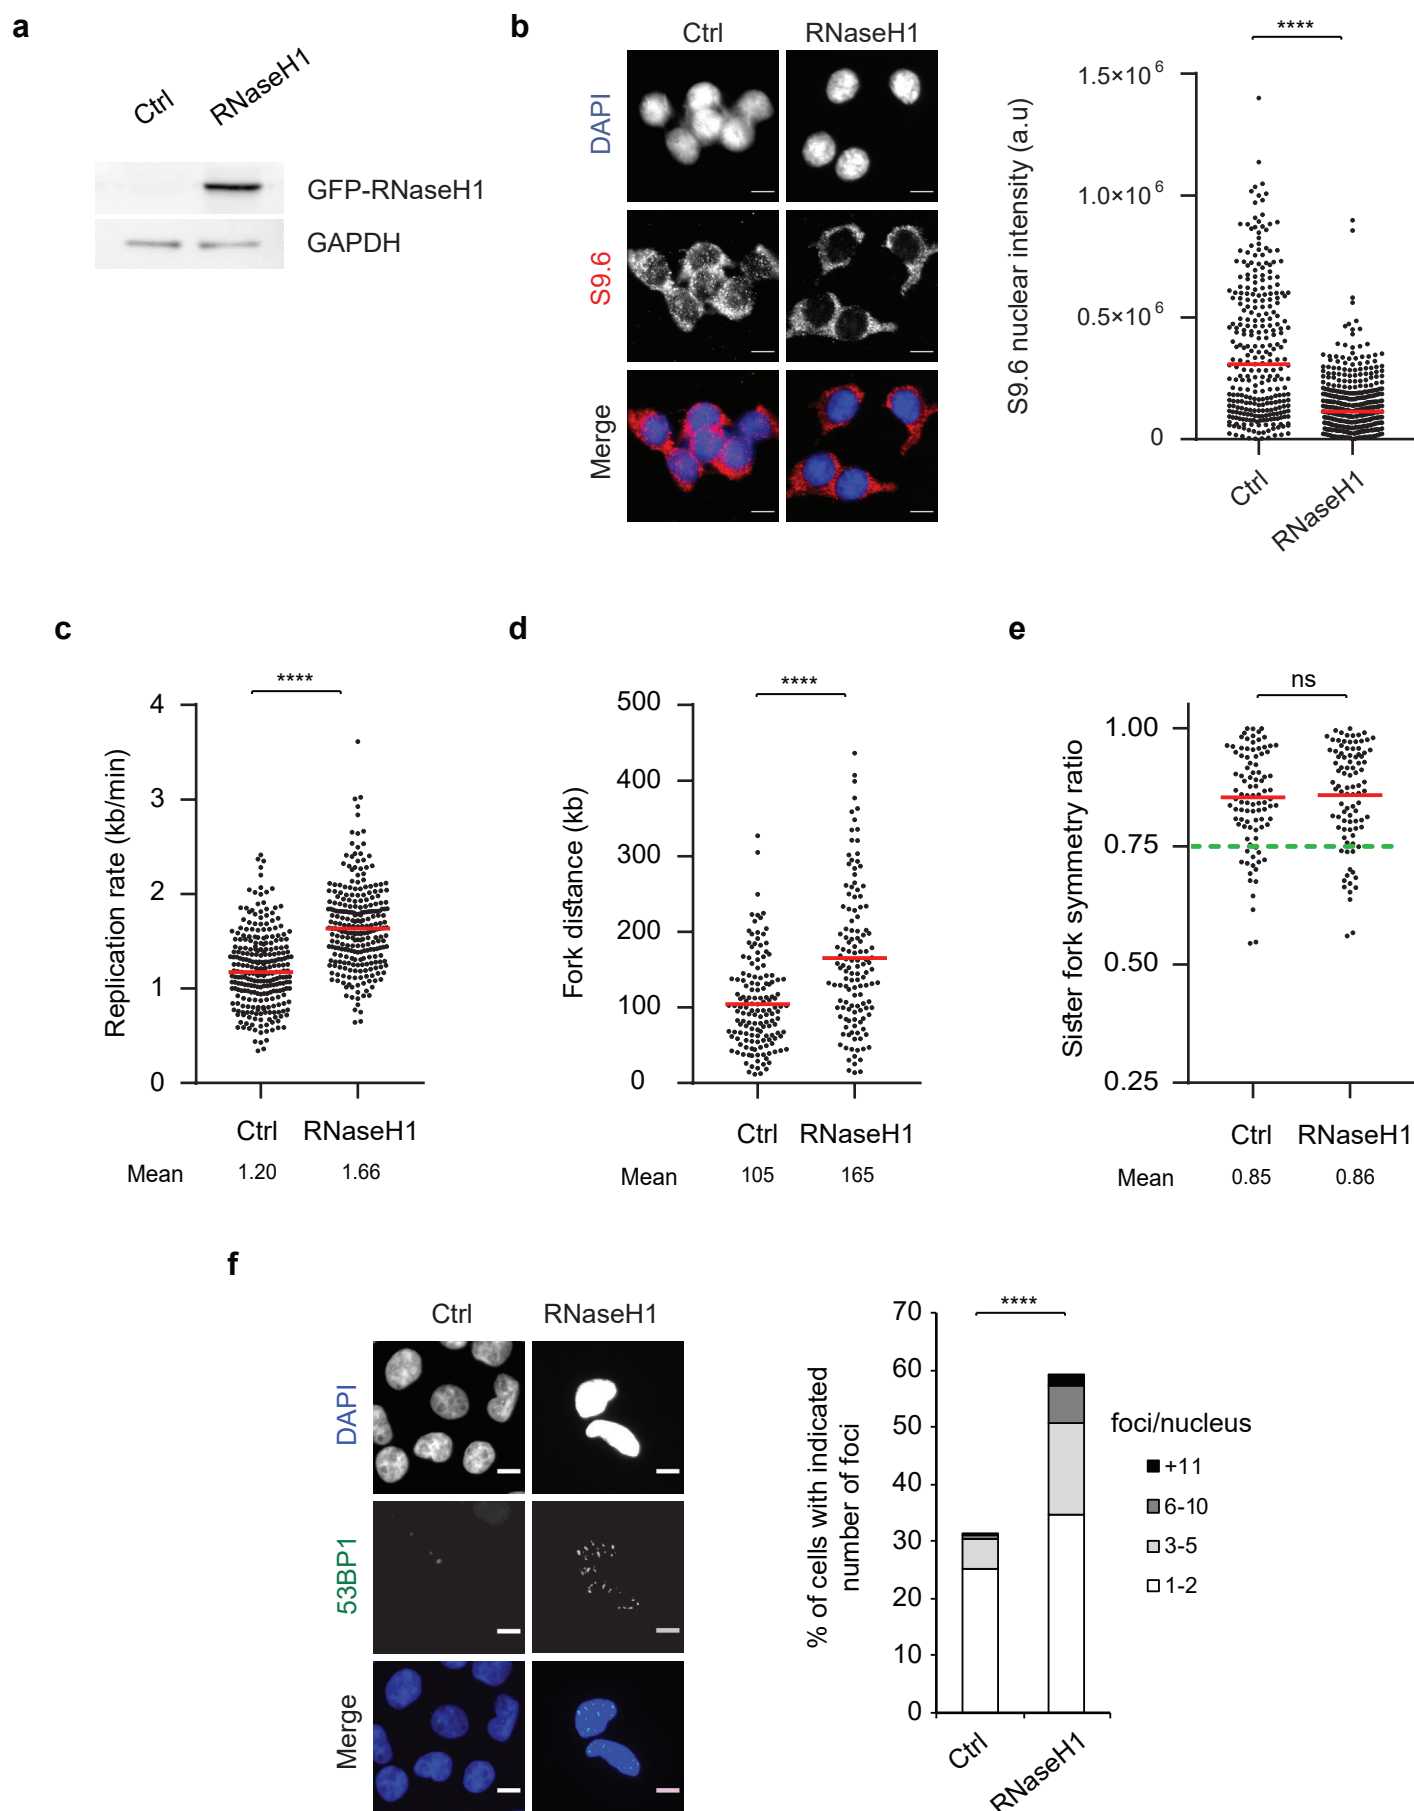 a
Ctrl
RNaseH1
GFP-RNaseH1
GAPDH
b
Ctrl
RNaseH1
DAPI
S9.6
Merge
****
S9.6 nuclear intensity (a.u)
1.5×10⁶
1.0×10⁶
0.5×10⁶
0
Ctrl
RNaseH1
c
****
Replication rate (kb/min)
4
3
2
1
0
Ctrl
RNaseH1
Mean
1.20
1.66
d
****
Fork distance (kb)
500
400
300
200
100
0
Ctrl
RNaseH1
Mean
105
165
e
ns
Sister fork symmetry ratio
1.00
0.75
0.50
0.25
Ctrl
RNaseH1
Mean
0.85
0.86
f
Ctrl
RNaseH1
DAPI
53BP1
Merge
****
% of cells with indicated
number of foci
70
60
50
40
30
20
10
0
Ctrl
RNaseH1
foci/nucleus
+11
6-10
3-5
1-2